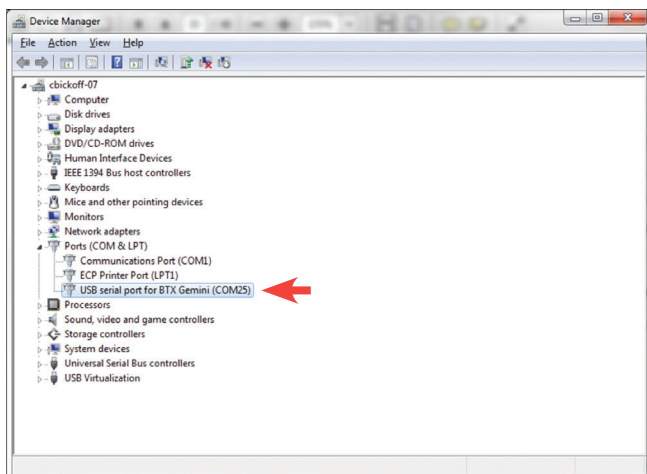 Device Manager
File Action View Help
cbickoff-07
Computer
Disk drives
Display adapters
DVD/CD-ROM drives
Human Interface Devices
IEEE 1394 Bus host controllers
Keyboards
Mice and other pointing devices
Monitors
Network adapters
Ports (COM & LPT)
Communications Port (COM1)
ECP Printer Port (LPT1)
USB serial port for BTX Gemini (COM25)
Processors
Sound, video and game controllers
Storage controllers
System devices
Universal Serial Bus controllers
USB Virtualization